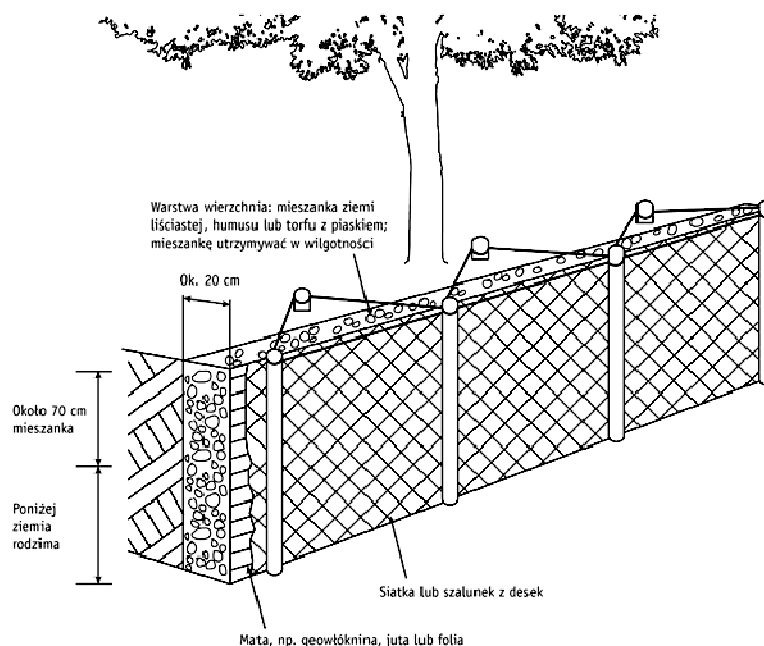 Warstwa wierzchnia: mieszanka ziemi
liściastej, humusu lub torfu z piaskiem;
mieszankę utrzymywać w wilgotności
Ok. 20 cm
Około 70 cm
mieszanka
Poniżej
ziemia
rodzima
Siatka lub szalunek z desek
Mata, np. geowłóknina, juta lub folia